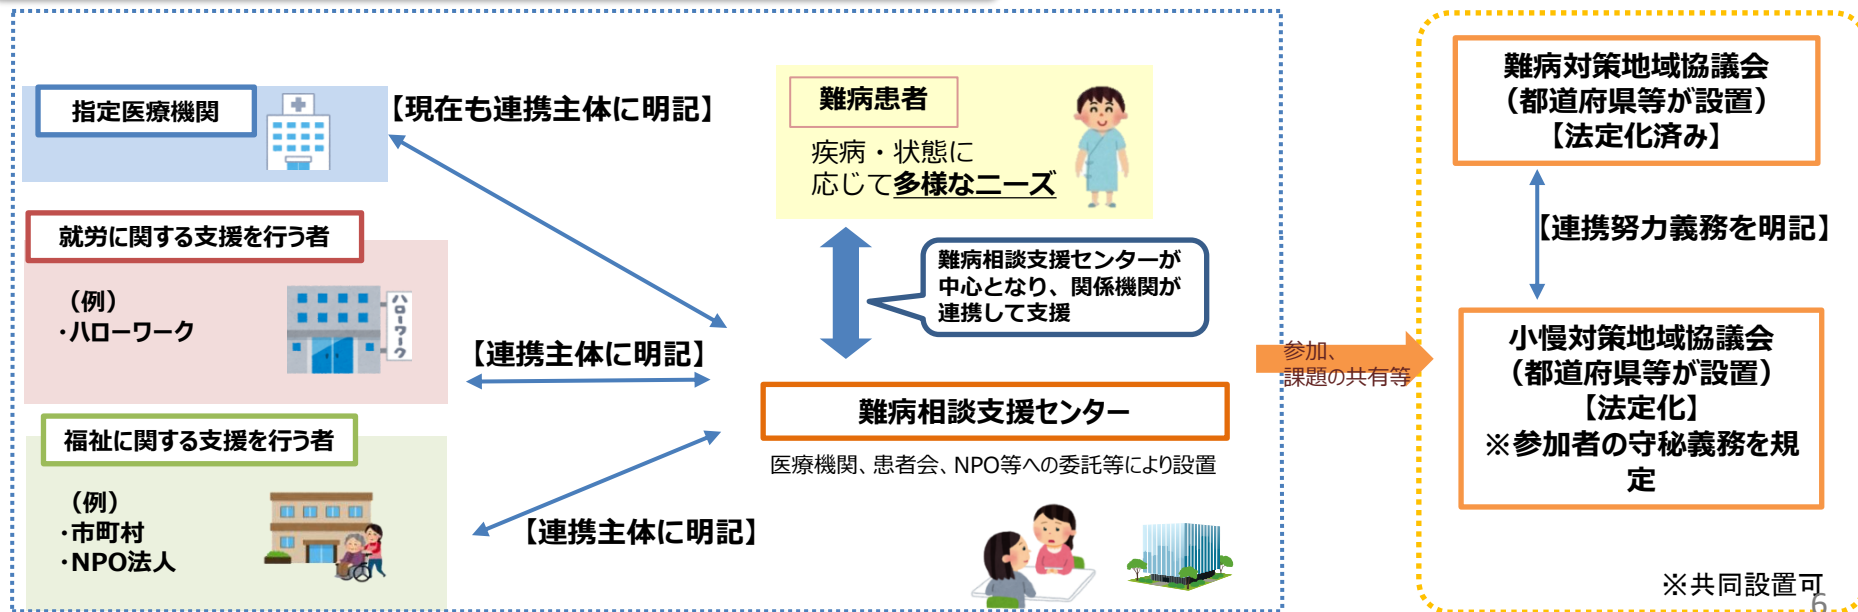 指定医療機関
【現在も連携主体に明記】
就労に関する支援を行う者
（例）
・ハローワーク
ハローワーク
【連携主体に明記】
福祉に関する支援を行う者
（例）
・市町村
・NPO法人
【連携主体に明記】
難病患者
疾病・状態に
応じて多様なニーズ
難病相談支援センターが
中心となり、関係機関が
連携して支援
難病相談支援センター
医療機関、患者会、NPO等への委託等により設置
参加、
課題の共有等
難病対策地域協議会
（都道府県等が設置）
【法定化済み】
【連携努力義務を明記】
小慢対策地域協議会
（都道府県等が設置）
【法定化】
※参加者の守秘義務を規
定
※共同設置可
6